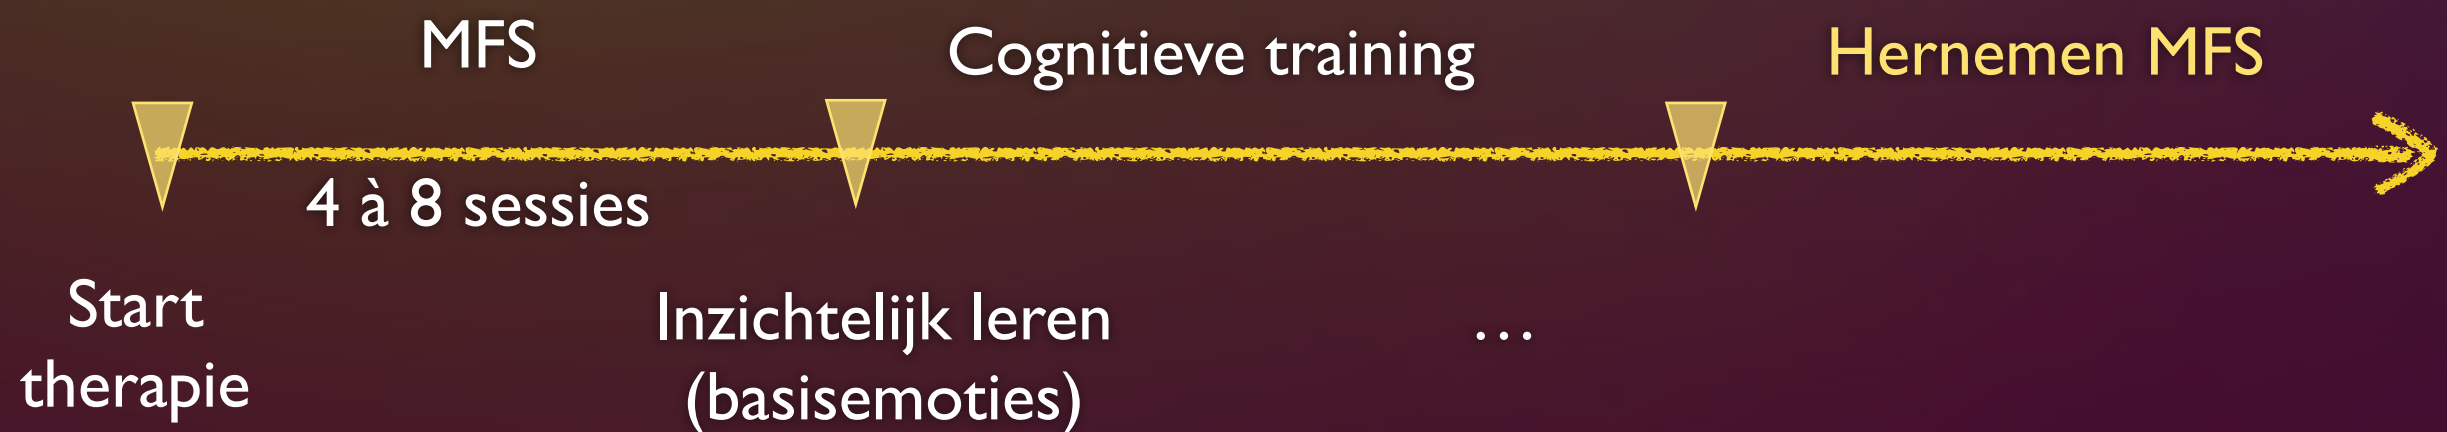 MFS
Cognitieve training
Hernemen MFS
4 à 8 sessies
Start
therapie
Inzichtelijk leren
(basisemoties)
...